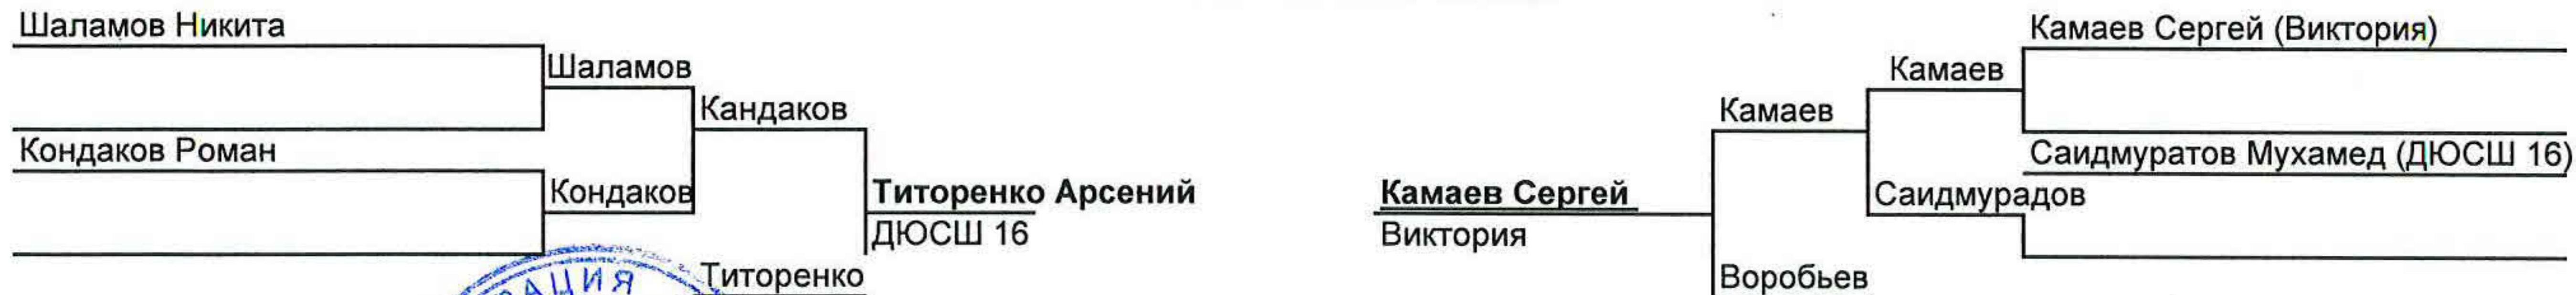 Шаламов Никита
Шаламов
Кандаков
Кондаков Роман
Кондаков
Титоренко Арсений
ДЮСШ 16
Титоренко
Камаев Сергей (Виктория)
Камаев
Камаев
Саидмуратов Мухамед (ДЮСШ 16)
Камаев Сергей
Саидмурадов
Виктория
Воробьев